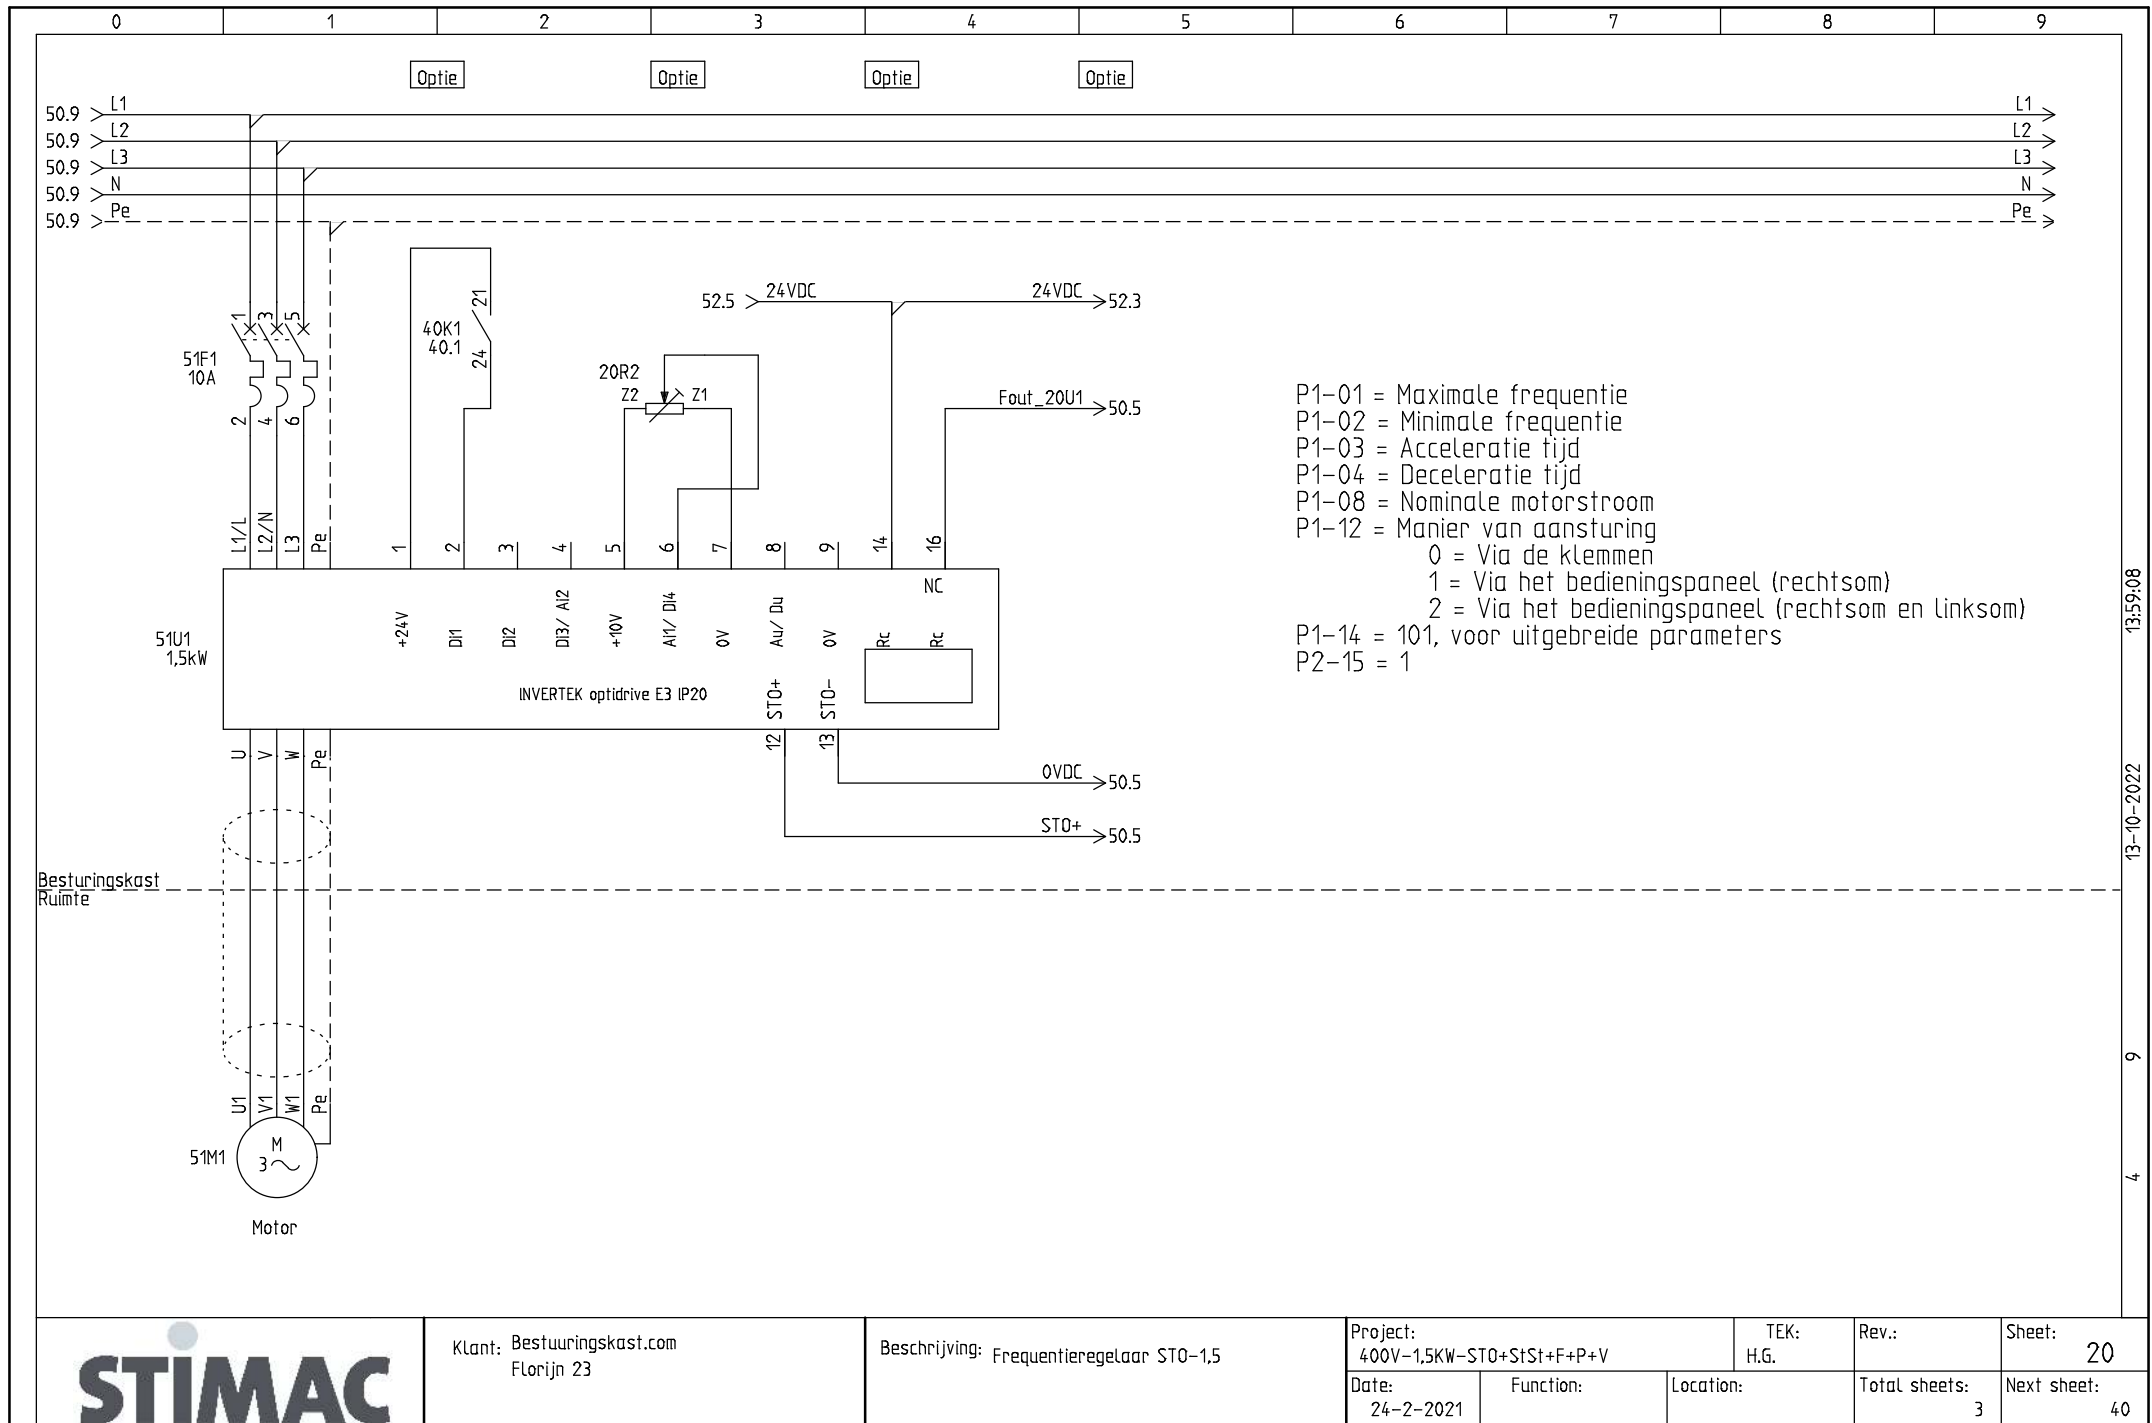 0 1 2 3 4 5 6 7 8 9
Optie Optie Optie Optie
50.9 L1 L1
50.9 L2 L2
50.9 L3 L3
50.9 N N
50.9 Pe Pe
52.5 24VDC 24VDC 52.3
1 3 5
51F1
10A
2 4 6
40K1
40.1
21
24
20R2
Z2 Z1
Fout_20U1 50.5
P1-01 = Maximale frequentie
P1-02 = Minimale frequentie
P1-03 = Acceleratie tijd
P1-04 = Deceleratie tijd
P1-08 = Nominale motorstroom
P1-12 = Manier van aansturing
0 = Via de klemmen
1 = Via het bedieningspaneel (rechtsom)
2 = Via het bedieningspaneel (rechtsom en linksom)
P1-14 = 101, voor uitgebreide parameters
P2-15 = 1
L1/L L2/N L3 Pe 1 2 3 4 5 6 7 8 9 14 16
NC
51U1
1,5kW
+24V Di1 Di2 Di3/ Ai2 +10V Ai1/ Di4 0V Au/ Du 0V Rc Rc
INVERTEK optidrive E3 IP20
STO+ STO-
12 13
U V W Pe
0VDC 50.5
STO+ 50.5
Besturingskast
Ruimte
U1 V1 W1 Pe
51M1
M
3
Motor
13:59:08
13-10-2022
9
4
STIMAC
Klant: Bestuuringskast.com
Florijn 23
Beschrijving: Frequentieregelaar STO-1,5
Project:
400V-1,5KW-STO+StSt+F+P+V
TEK:
H.G.
Rev.:
Sheet:
20
Date:
24-2-2021
Function:
Location:
Total sheets:
3
Next sheet:
40